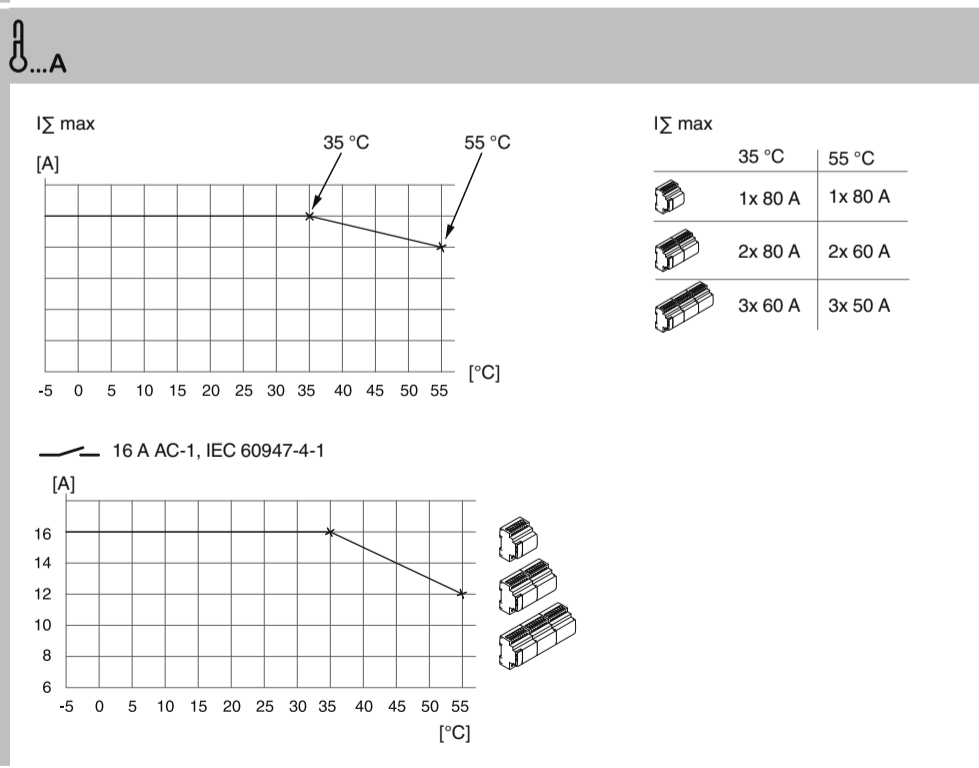 ...A
I∑ max
[A]
35 °C
55 °C
-5 0 5 10 15 20 25 30 35 40 45 50 55
[°C]
I∑ max
35 °C 55 °C
1x 80 A 1x 80 A
2x 80 A 2x 60 A
3x 60 A 3x 50 A
16 A AC-1, IEC 60947-4-1
[A]
16
14
12
10
8
6
-5 0 5 10 15 20 25 30 35 40 45 50 55
[°C]